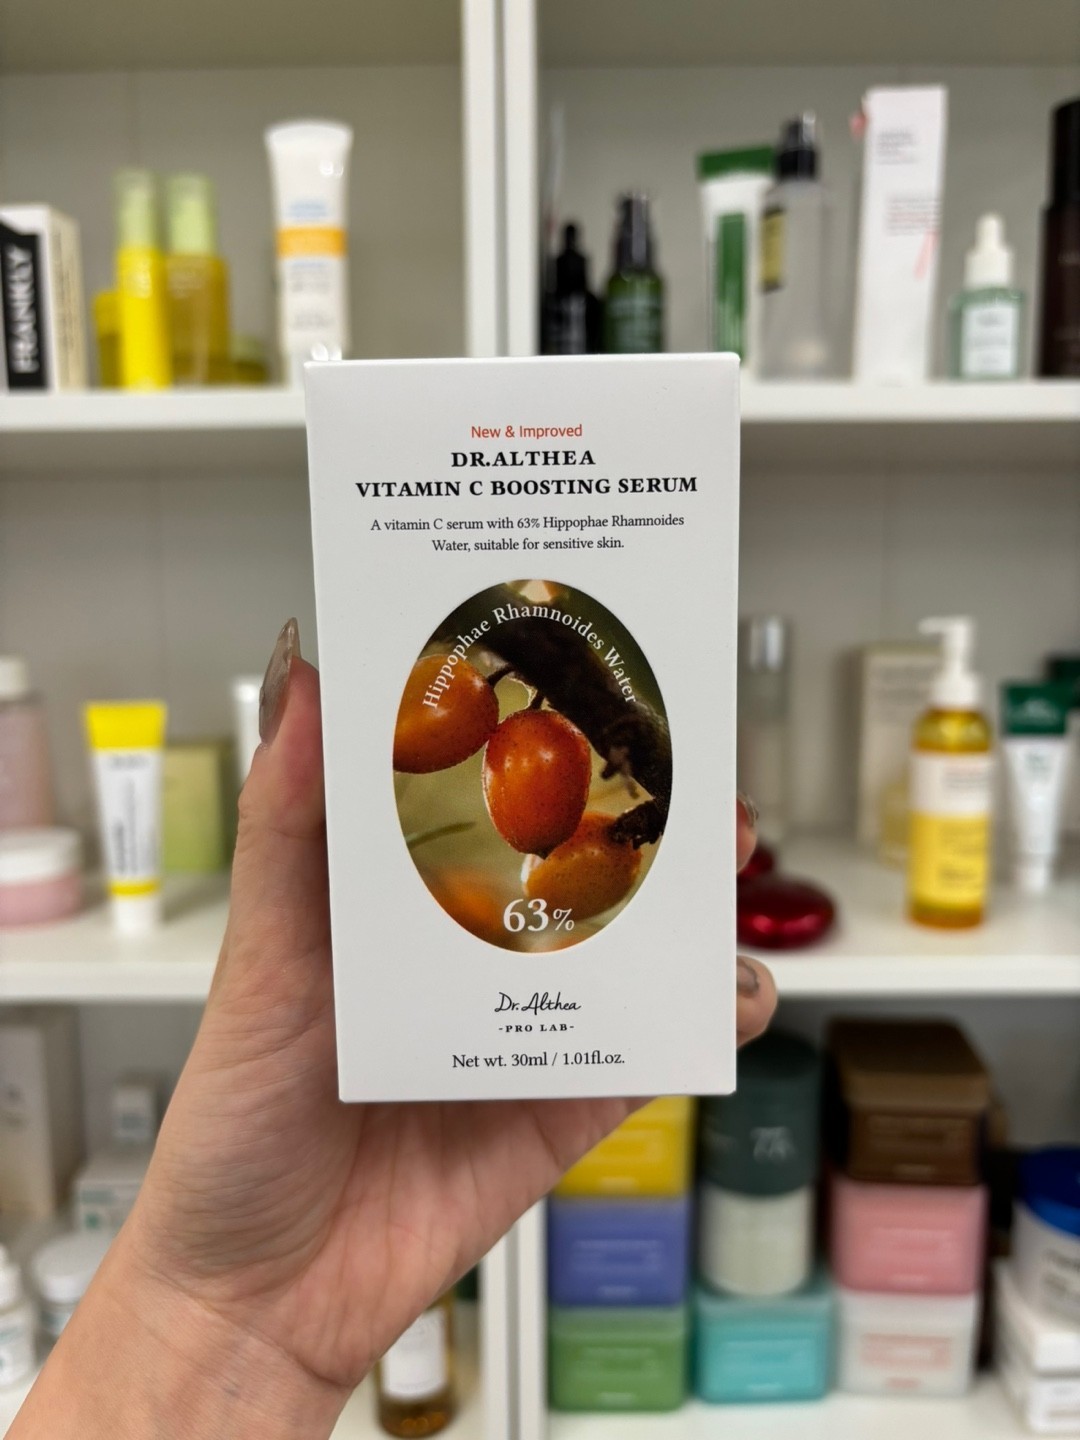 New & Improved
DR.ALTHEA
VITAMIN C BOOSTING SERUM
A vitamin C serum with 63% Hippophae Rhamnoides
Water, suitable for sensitive skin.
Hippophae Rhamnoides Water
63%
Dr. Althea
-PRO LAB-
Net wt. 30ml / 1.01fl.oz.
FRANKLY